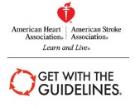 American Heart American Stroke
Association® Association®
Learn and Live®
GET WITH THE
GUIDELINES®